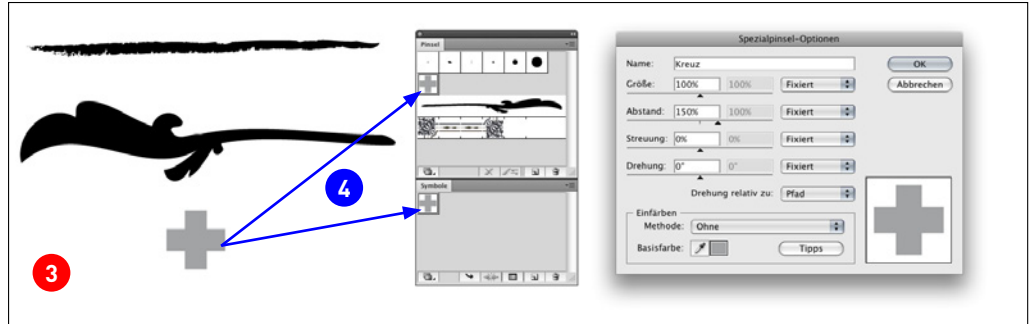 Pinsel
Symbole
3
4
Spezialpinsel-Optionen
Name: Kreuz
OK
Größe: 100% 100% Fixiert
Abbrechen
Abstand: 150% 100% Fixiert
Streuung: 0% 0% Fixiert
Drehung: 0° 0° Fixiert
Drehung relativ zu: Pfad
Einfärben
Methode: Ohne
Basisfarbe:
Tipps